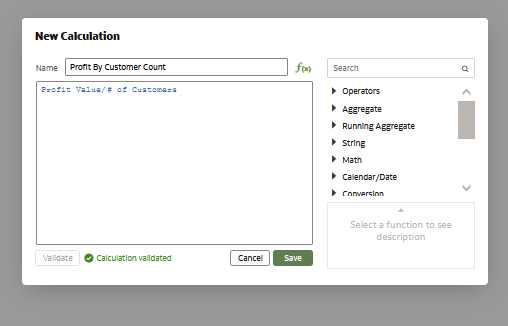 New Calculation
Name Profit By Customer Count f(x)
Profit Value/# of Customers
Validate Calculation validated Cancel Save
Search
Operators
Aggregate
Running Aggregate
String
Math
Calendar/Date
Conversion
Select a function to see
description